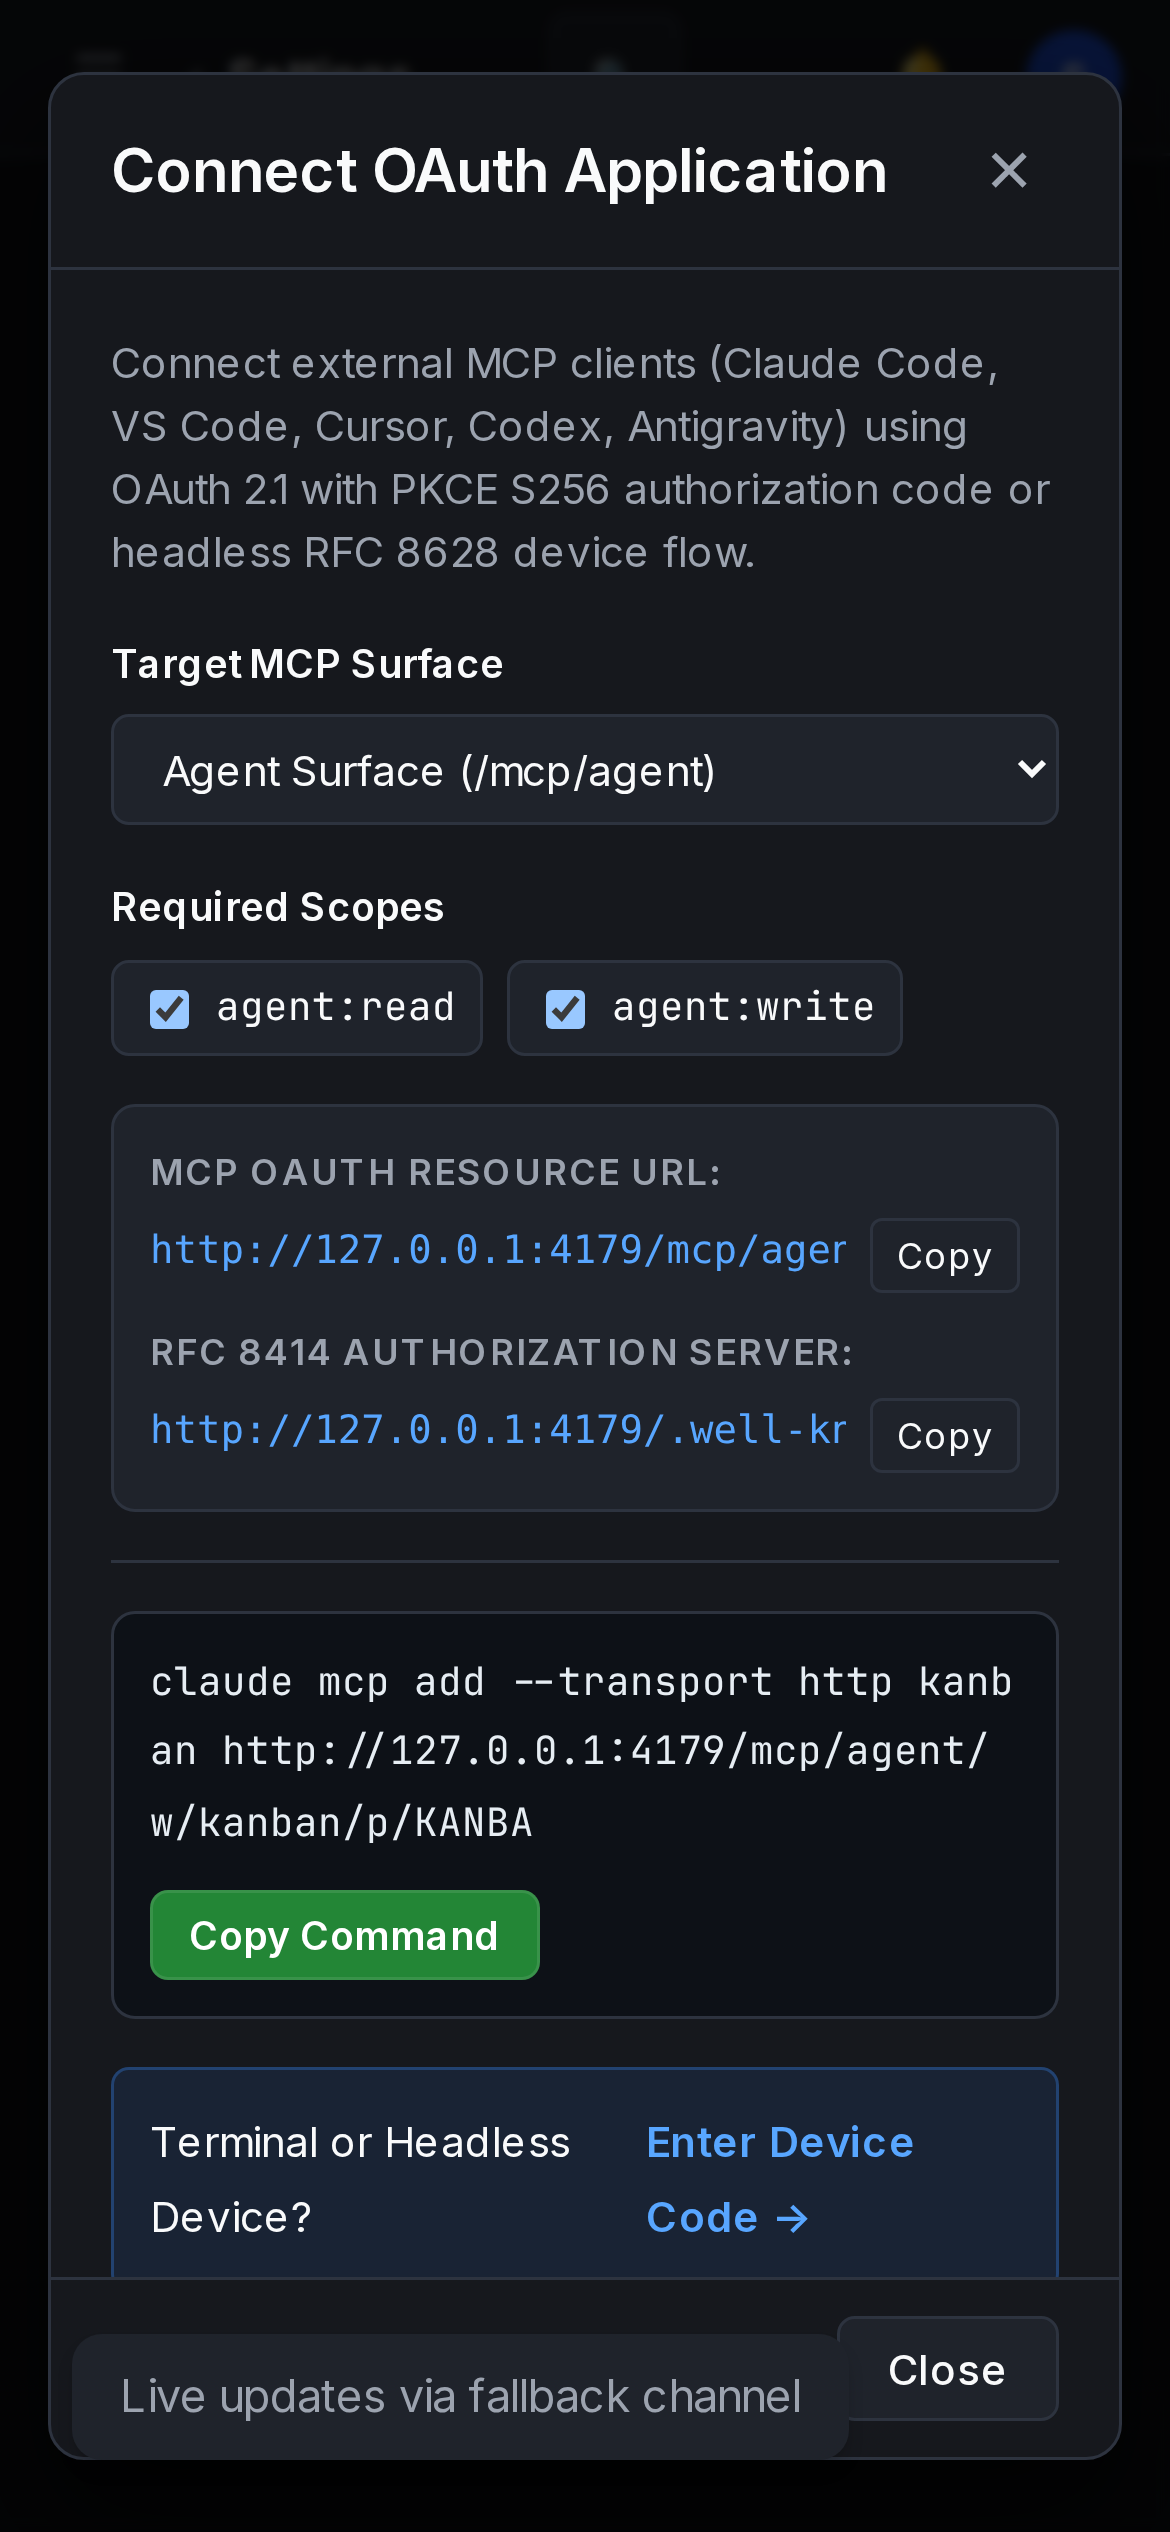 Connect OAuth Application
Connect external MCP clients (Claude Code,
VS Code, Cursor, Codex, Antigravity) using
OAuth 2.1 with PKCE S256 authorization code or
headless RFC 8628 device flow.
Target MCP Surface
Agent Surface (/mcp/agent)
Required Scopes
agent:read
agent:write
MCP OAUTH RESOURCE URL:
http://127.0.0.1:4179/mcp/ager
Copy
RFC 8414 AUTHORIZATION SERVER:
http://127.0.0.1:4179/.well-kr
Copy
claude mcp add --transport http kanb
an http://127.0.0.1:4179/mcp/agent/
w/kanban/p/KANBA
Copy Command
Terminal or Headless
Device?
Enter Device
Code →
Close
Live updates via fallback channel